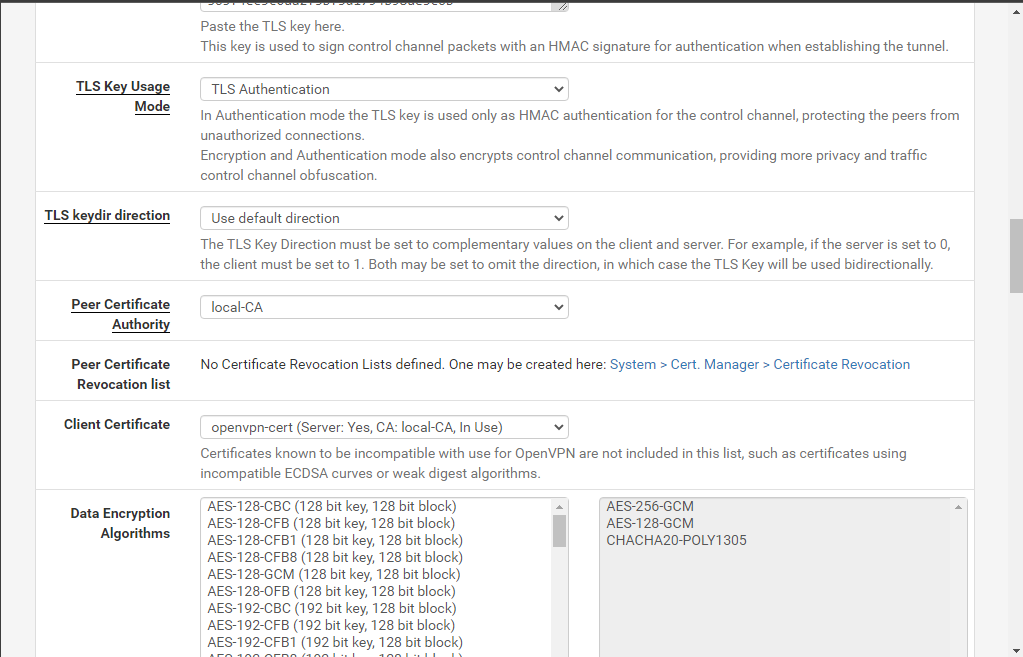 Paste the TLS key here.
This key is used to sign control channel packets with an HMAC signature for authentication when establishing the tunnel.
TLS Key Usage
Mode
TLS Authentication
In Authentication mode the TLS key is used only as HMAC authentication for the control channel, protecting the peers from
unauthorized connections.
Encryption and Authentication mode also encrypts control channel communication, providing more privacy and traffic
control channel obfuscation.
TLS keydir direction
Use default direction
The TLS Key Direction must be set to complementary values on the client and server. For example, if the server is set to 0,
the client must be set to 1. Both may be set to omit the direction, in which case the TLS Key will be used bidirectionally.
Peer Certificate
Authority
local-CA
Peer Certificate
Revocation list
No Certificate Revocation Lists defined. One may be created here: System > Cert. Manager > Certificate Revocation
Client Certificate
openvpn-cert (Server: Yes, CA: local-CA, In Use)
Certificates known to be incompatible with use for OpenVPN are not included in this list, such as certificates using
incompatible ECDSA curves or weak digest algorithms.
Data Encryption
Algorithms
AES-128-CBC (128 bit key, 128 bit block)
AES-128-CFB (128 bit key, 128 bit block)
AES-128-CFB1 (128 bit key, 128 bit block)
AES-128-CFB8 (128 bit key, 128 bit block)
AES-128-GCM (128 bit key, 128 bit block)
AES-128-OFB (128 bit key, 128 bit block)
AES-192-CBC (192 bit key, 128 bit block)
AES-192-CFB (192 bit key, 128 bit block)
AES-192-CFB1 (192 bit key, 128 bit block)
AES-256-GCM
AES-128-GCM
CHACHA20-POLY1305